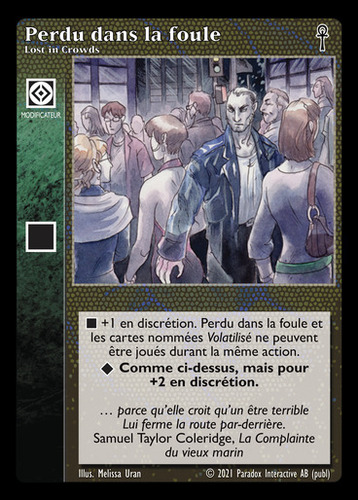 Perdu dans la foule
Lost in Crowds
MODIFICATEUR
+1 en discrétion. Perdu dans la foule et
les cartes nommées Volatilisé ne peuvent
être joués durant la même action.
Comme ci-dessus, mais pour
+2 en discrétion.
... parce qu'elle croit qu'un être terrible
Lui ferme la route par-derrière.
Samuel Taylor Coleridge, La Complainte
du vieux marin
Illus. Melissa Uran © 2021 Paradox Interactive AB (publ)